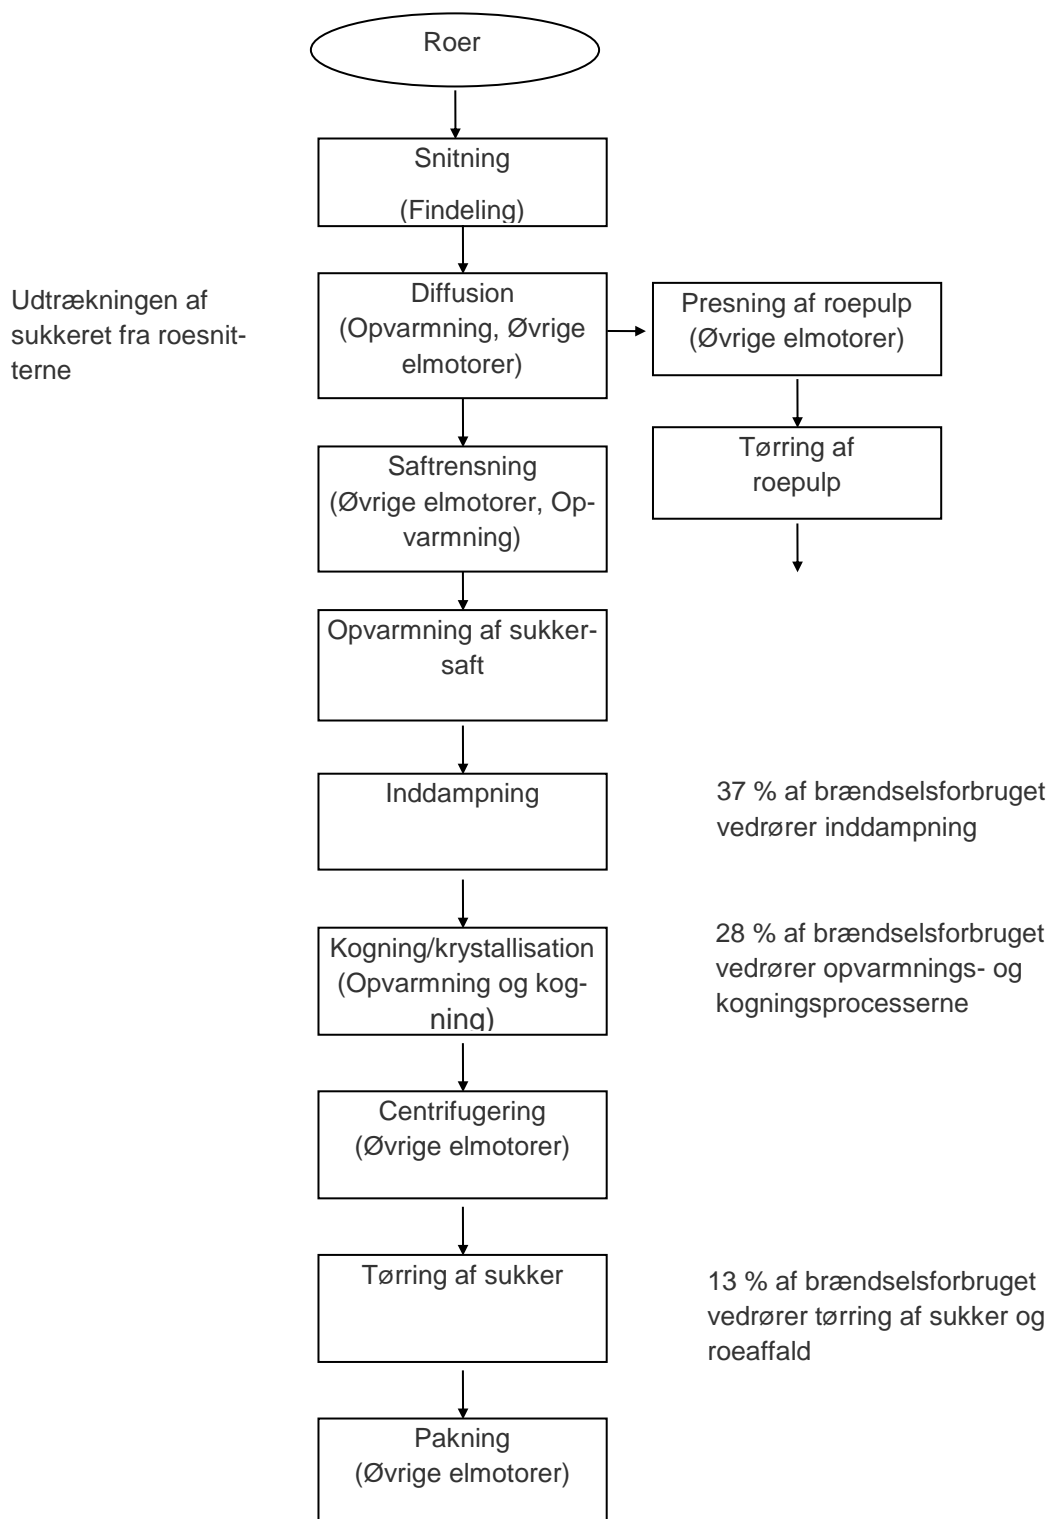 Roer
Snitning
(Findeling)
Udtrækningen af
sukkeret fra roesnit-
terne
Diffusion
(Opvarmning, Øvrige
elmotorer)
Presning af roepulp
(Øvrige elmotorer)
Tørring af
roepulp
Saftrensning
(Øvrige elmotorer, Op-
varmning)
Opvarmning af sukker-
saft
Inddampning
37 % af brændselsforbruget
vedrører inddampning
Kogning/krystallisation
(Opvarmning og kog-
ning)
28 % af brændselsforbruget
vedrører opvarmnings- og
kogningsprocesserne
Centrifugering
(Øvrige elmotorer)
Tørring af sukker
13 % af brændselsforbruget
vedrører tørring af sukker og
roeaffald
Pakning
(Øvrige elmotorer)